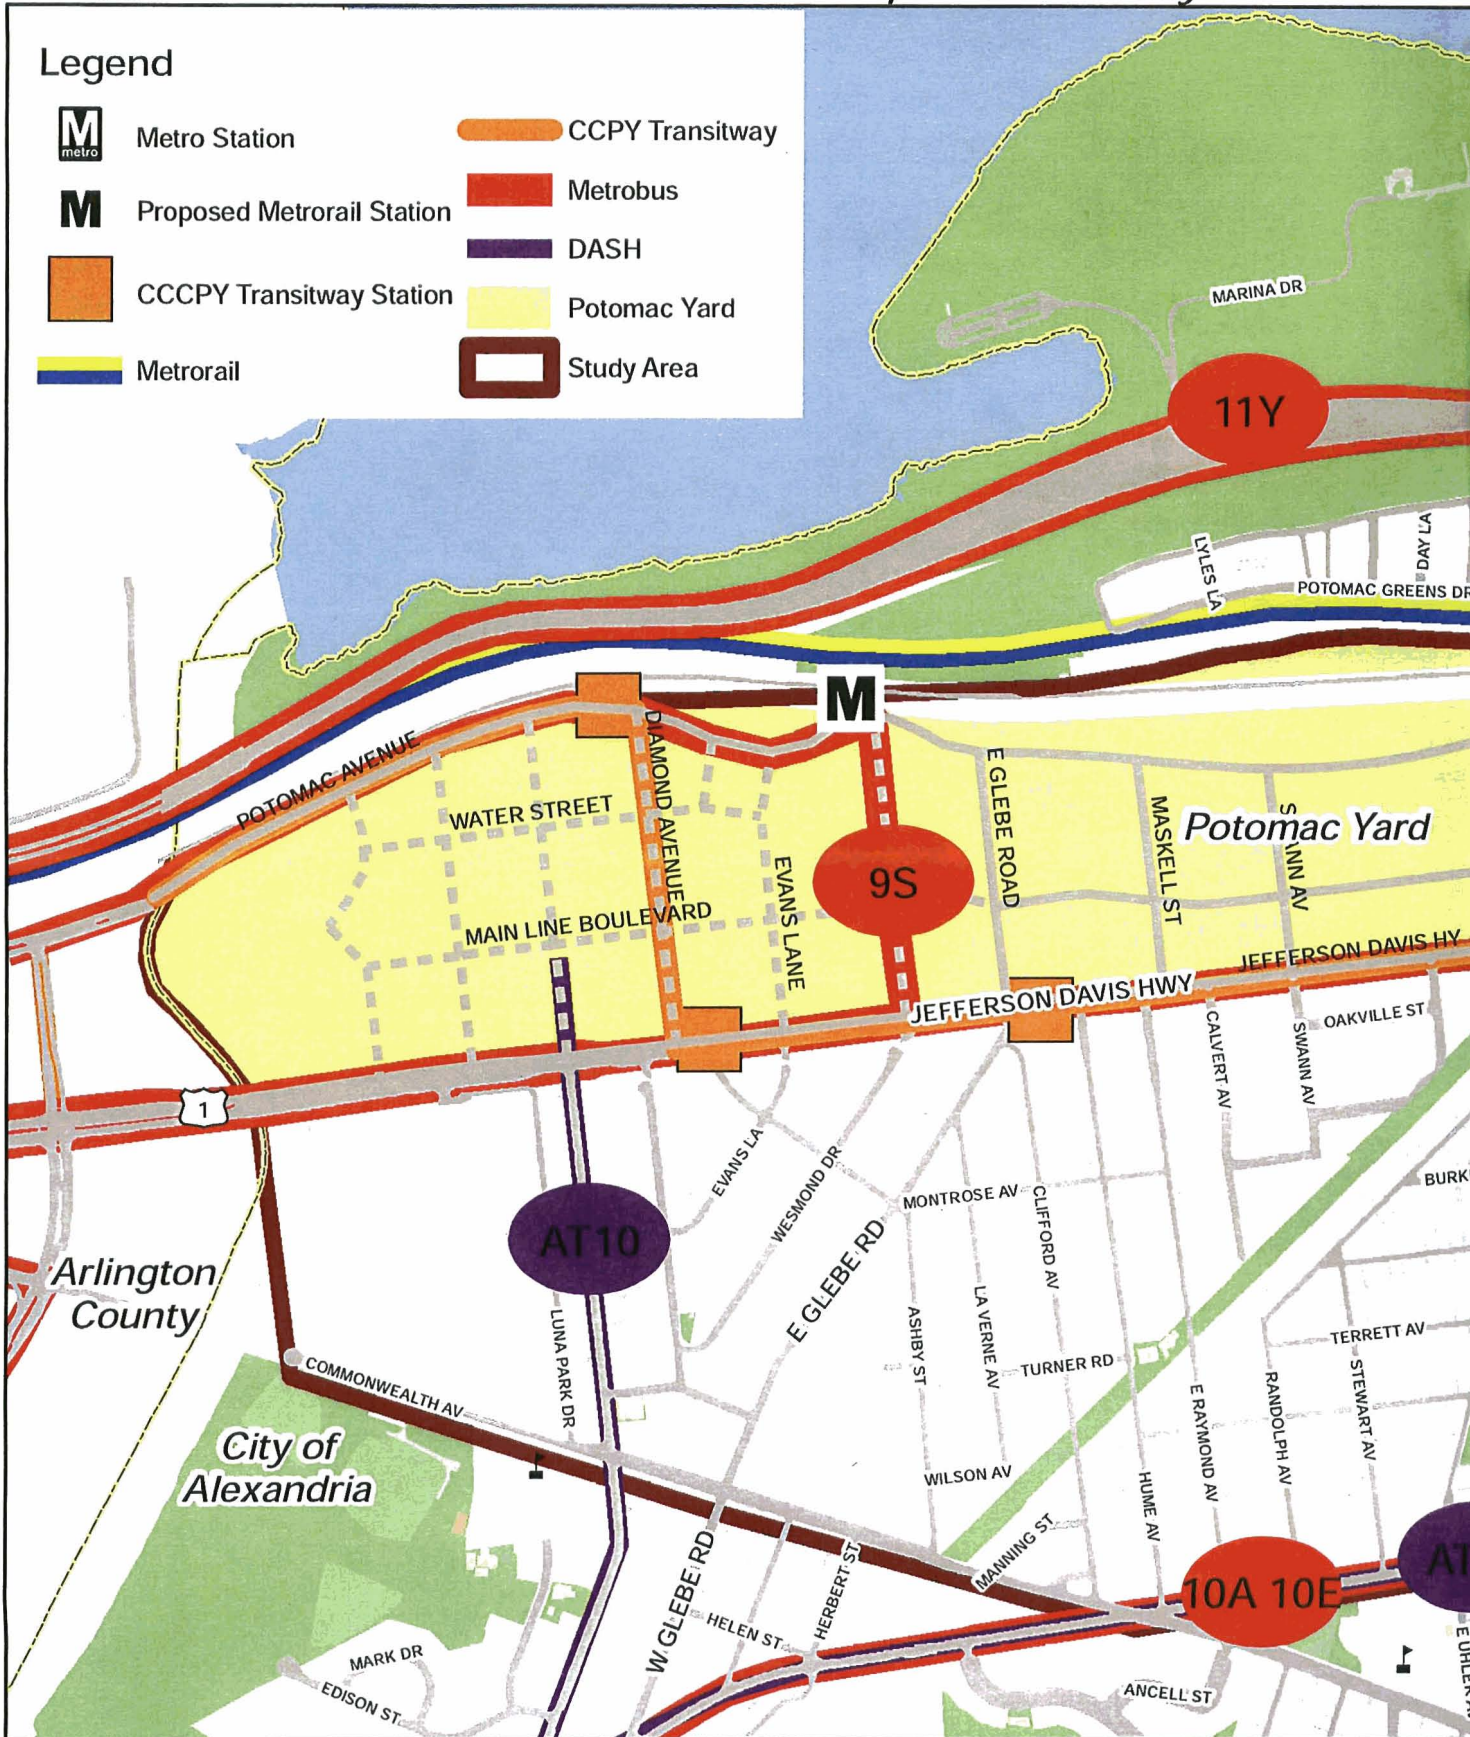 Legend
M
metro
Metro Station
M
Proposed Metrorail Station
CCCPY Transitway Station
Metrorail
CCPY Transitway
Metrobus
DASH
Potomac Yard
Study Area
MARINA DR
11Y
LYLES LA
DAY LA
POTOMAC GREENS DR
M
POTOMAC AVENUE
DIAMOND AVENUE
WATER STREET
MAIN LINE BOULEVARD
EVANS LANE
9S
E GLEBE ROAD
MASKELL ST
Potomac Yard
JEFFERSON DAVIS HWY
JEFFERSON DAVIS HY
1
CALVERT AV
SWANN AV
OAKVILLE ST
EVANS LA
WESMOND DR
MONTROSE AV
CLIFFORD AV
BURK
AT10
E GLEBE RD
Arlington
County
LUNA PARK DR
ASHBY ST
LA VERNE AV
TURNER RD
TERRETT AV
COMMONWEALTH AV
E RAYMOND AV
RANDOLPH AV
STEWART AV
City of
Alexandria
WILSON AV
HUME AV
MANNING ST
W GLEBE RD
HERBERT ST
HELEN ST
10A 10E
AT
MARK DR
EDISON ST
ANCELL ST